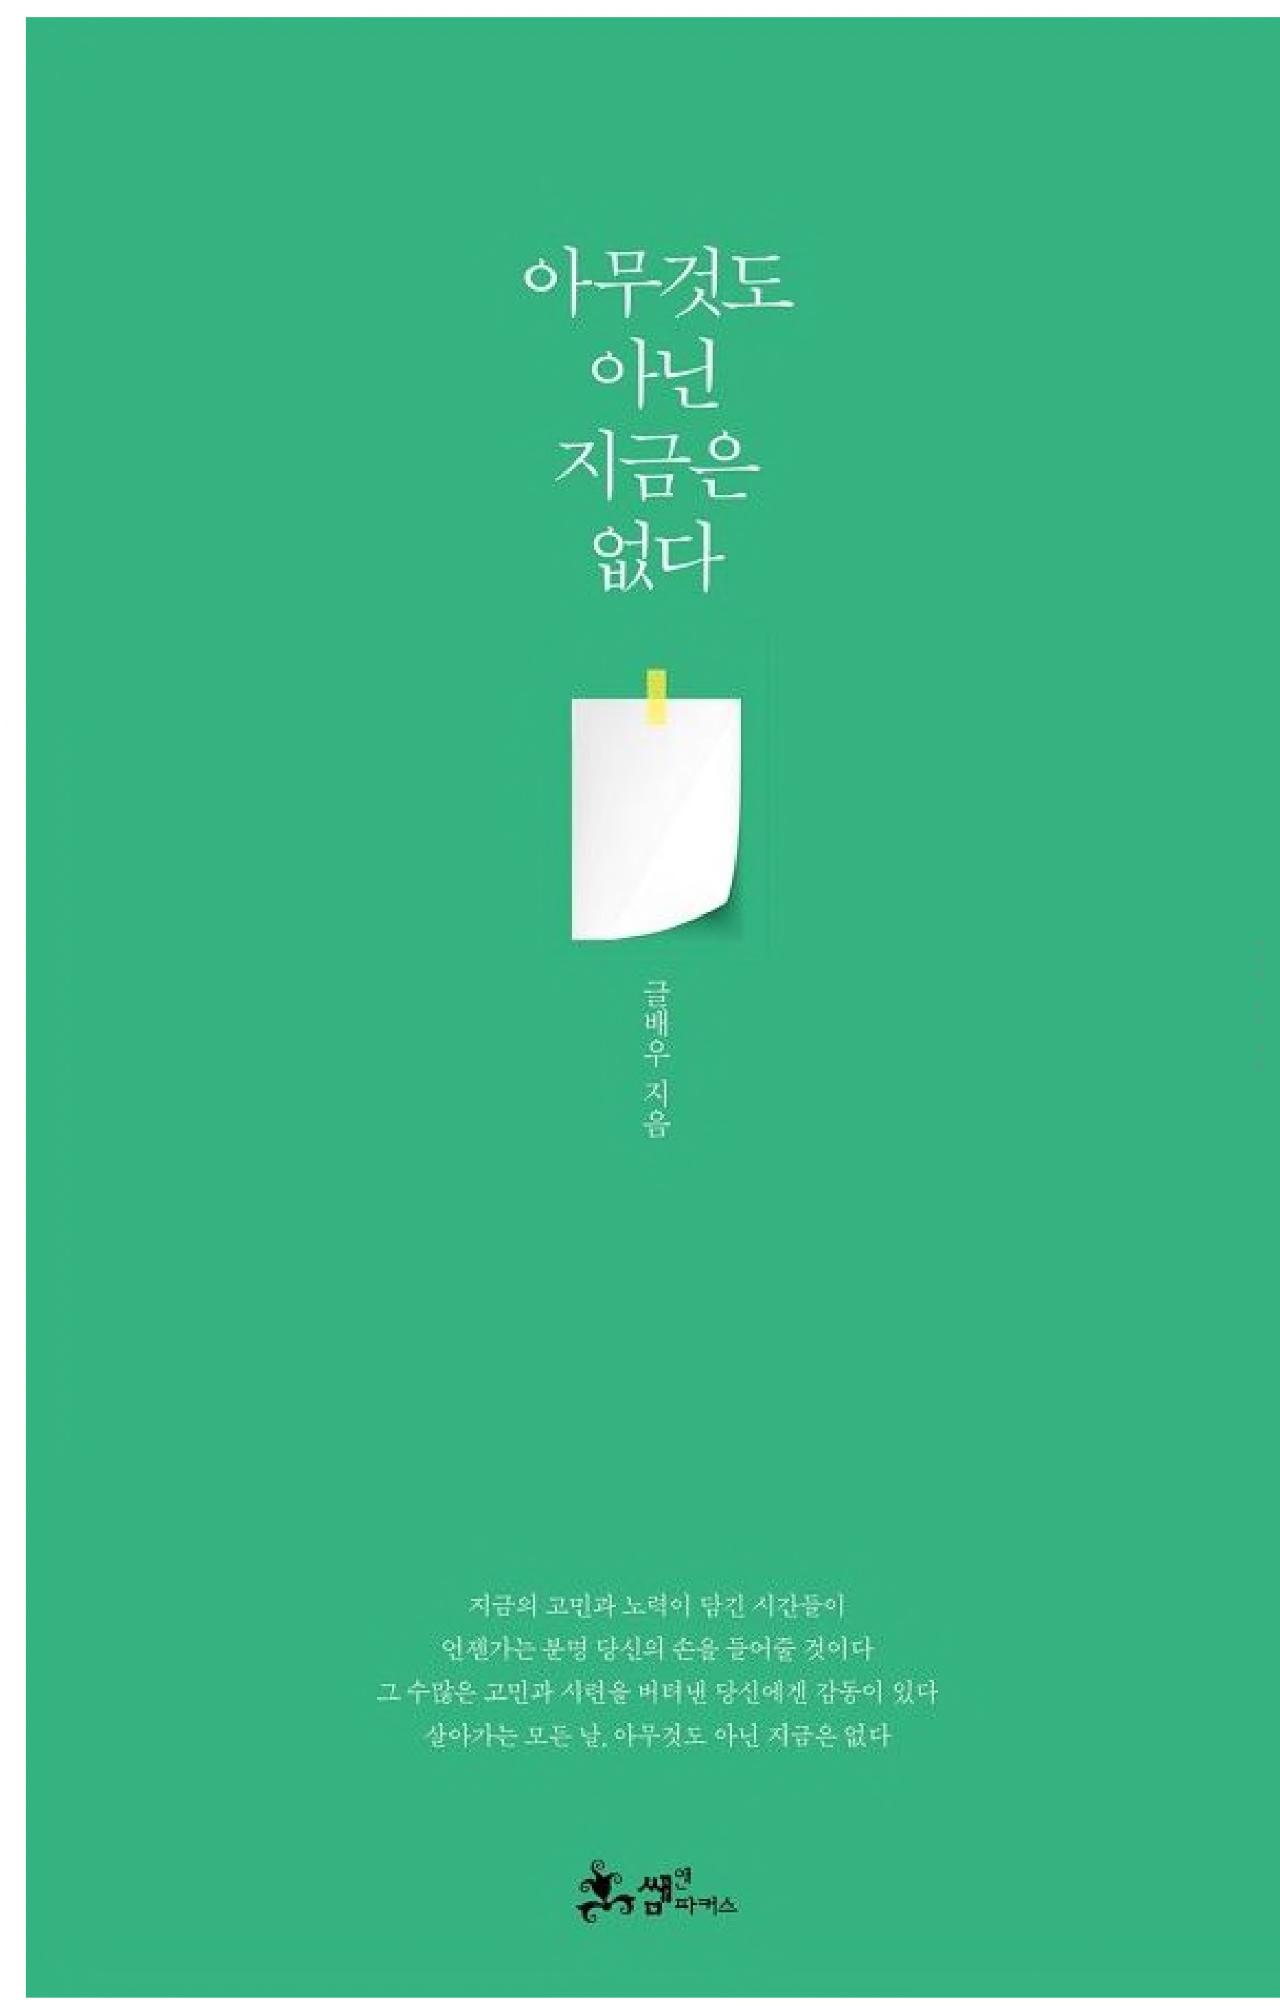 아무것도
아닌
지금은
없다
글배우 지음
지금의 고민과 노력이 담긴 시간들이
언젠가는 분명 당신의 손을 들어줄 것이다
그 수많은 고민과 시련을 버텨낸 당신에겐 감동이 있다
살아가는 모든 날, 아무것도 아닌 지금은 없다
쌤앤
파커스